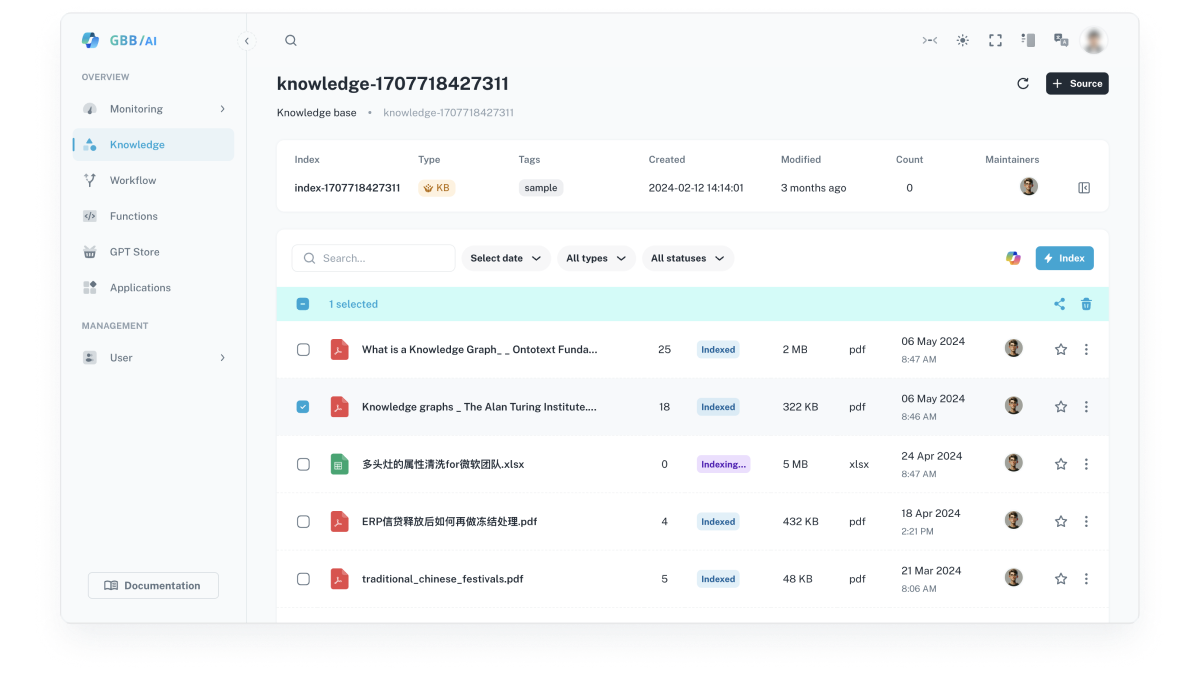 GBB/AI
OVERVIEW
Monitoring
Knowledge
Workflow
Functions
GPT Store
Applications
MANAGEMENT
User
Documentation
knowledge-1707718427311
Source
Knowledge base • knowledge-1707718427311
Index Type Tags Created Modified Count Maintainers
index-1707718427311 KB sample 2024-02-12 14:14:01 3 months ago 0
Search... Select date All types All statuses Index
1 selected
What is a Knowledge Graph_ _ Ontotext Funda... 25 Indexed 2 MB pdf 06 May 2024
8:47 AM
Knowledge graphs _ The Alan Turing Institute.... 18 Indexed 322 KB pdf 06 May 2024
8:46 AM
多头灶的属性清洗for微软团队.xlsx 0 Indexing... 5 MB xlsx 24 Apr 2024
8:47 AM
ERP信贷释放后如何再做冻结处理.pdf 4 Indexed 432 KB pdf 18 Apr 2024
2:21 PM
traditional_chinese_festivals.pdf 5 Indexed 48 KB pdf 21 Mar 2024
8:06 AM